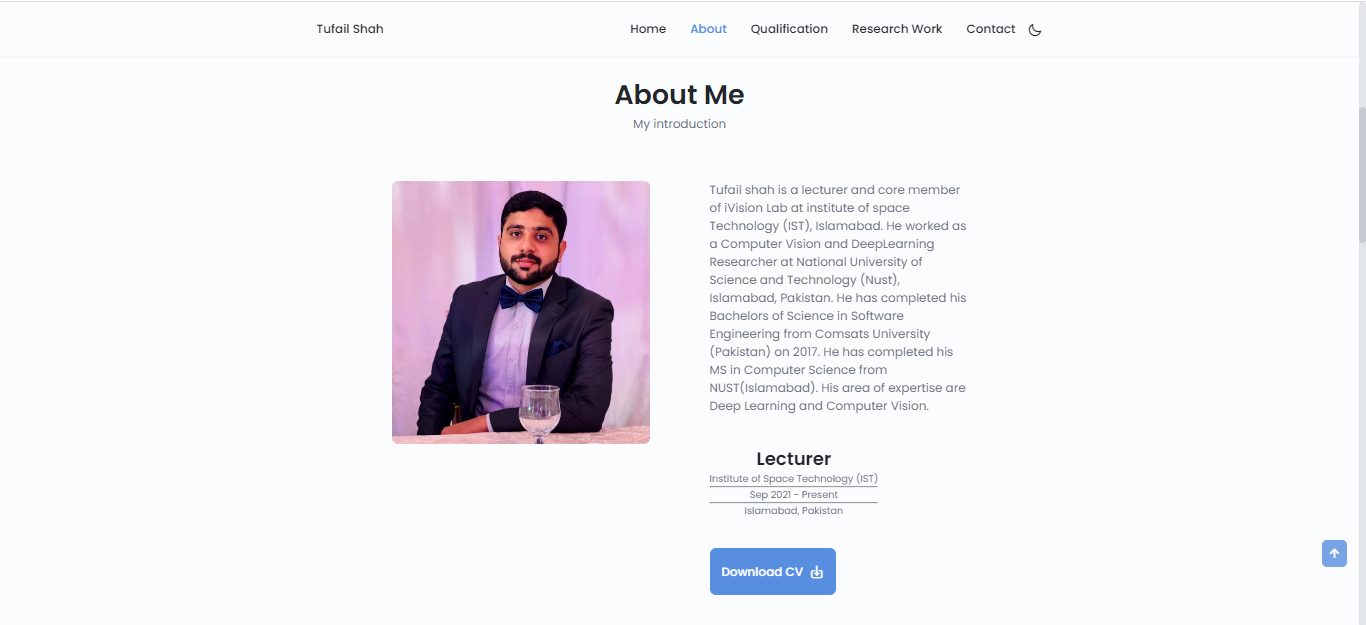 Tufail Shah
Home
About
Qualification
Research Work
Contact
About Me
My introduction
Tufail shah is a lecturer and core member
of iVision Lab at institute of space
Technology (IST), Islamabad. He worked as
a Computer Vision and DeepLearning
Researcher at National University of
Science and Technology (Nust),
Islamabad, Pakistan. He has completed his
Bachelors of Science in Software
Engineering from Comsats University
(Pakistan) on 2017. He has completed his
MS in Computer Science from
NUST(Islamabad). His area of expertise are
Deep Learning and Computer Vision.
Lecturer
Institute of Space Technology (IST)
Sep 2021 - Present
Islamabad, Pakistan
Download CV